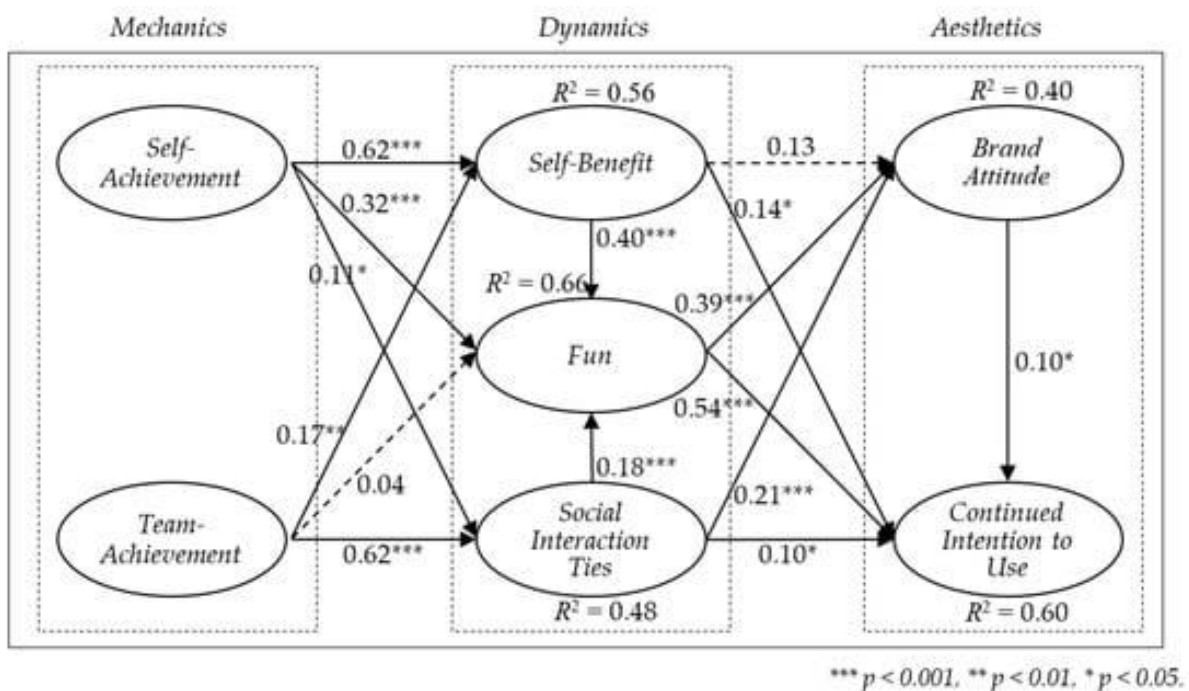 Mechanics Dynamics Aesthetics
R² = 0.56 R² = 0.40
Self-
Achievement
0.62***
Self-Benefit
0.13
Brand
Attitude
0.32***
0.14*
0.40***
0.11*
R² = 0.66
0.39***
Fun
0.10*
0.54***
0.17**
0.18***
0.04
0.21***
Team-
Achievement
0.62***
Social
Interaction
Ties
0.10*
Continued
Intention to
Use
R² = 0.48 R² = 0.60
*** p < 0.001, ** p < 0.01, * p < 0.05.